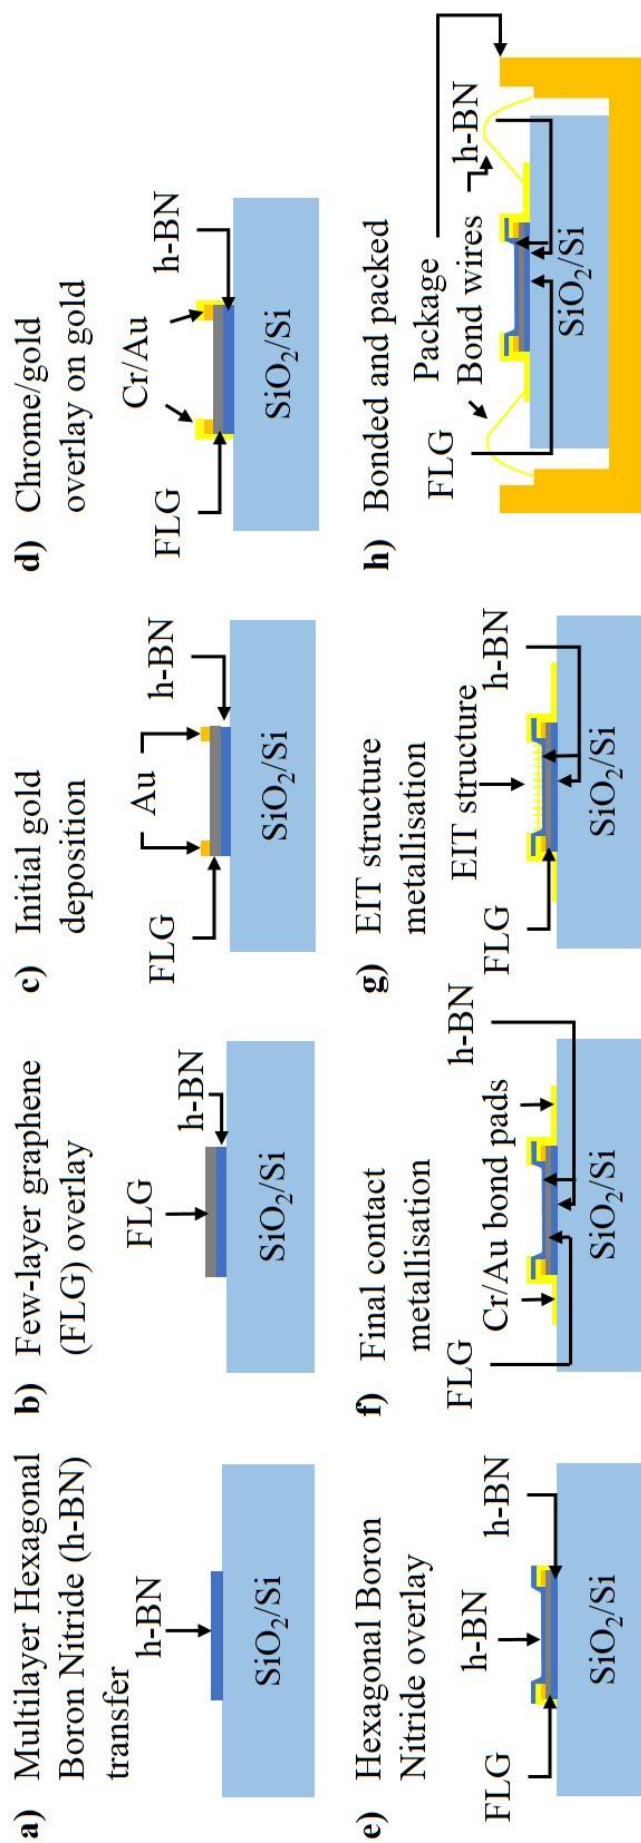 a) Multilayer Hexagonal
Boron Nitride (h-BN)
transfer
h-BN
SiO2/Si
b) Few-layer graphene
(FLG) overlay
FLG
h-BN
SiO2/Si
c) Initial gold
deposition
FLG
Au
h-BN
SiO2/Si
d) Chrome/gold
overlay on gold
FLG
Cr/Au
h-BN
SiO2/Si
e) Hexagonal Boron
Nitride overlay
FLG
h-BN
h-BN
SiO2/Si
f) Final contact
metallisation
FLG
Cr/Au bond pads
h-BN
SiO2/Si
g) EIT structure
metallisation
FLG
EIT structure
h-BN
SiO2/Si
h) Bonded and packed
FLG
Package
Bond wires
h-BN
SiO2/Si